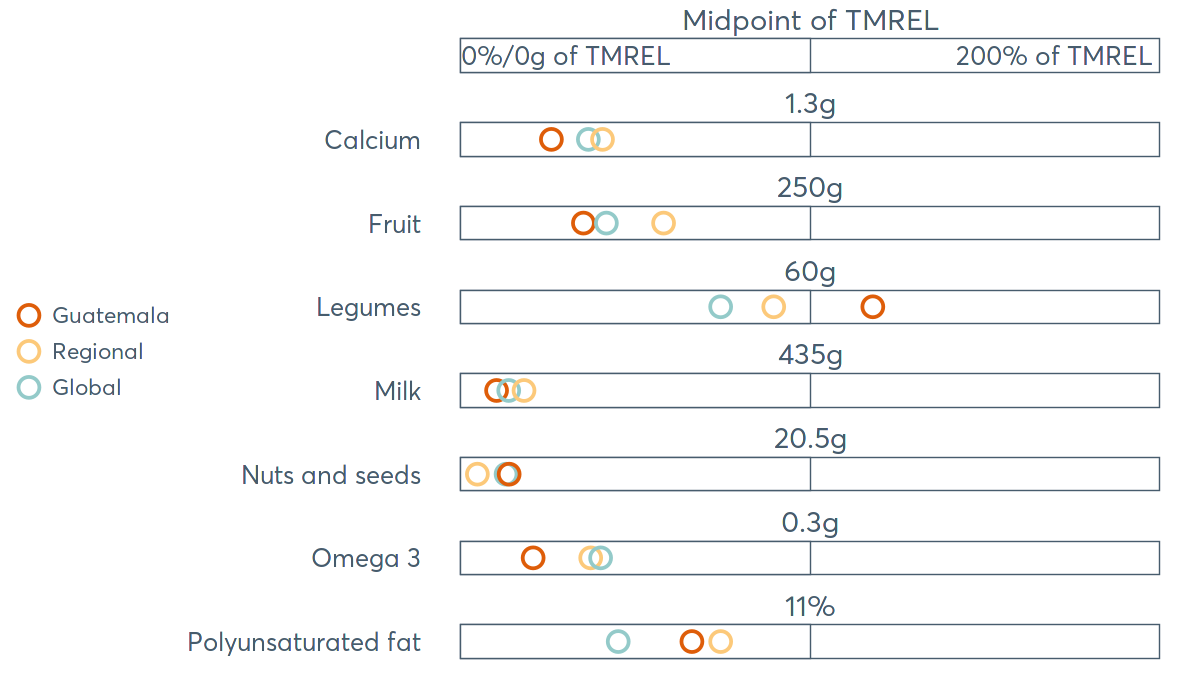 Midpoint of TMREL
0%/0g of TMREL
200% of TMREL
1.3g
Calcium
250g
Fruit
60g
Legumes
Guatemala
Regional
Global
435g
Milk
20.5g
Nuts and seeds
0.3g
Omega 3
11%
Polyunsaturated fat